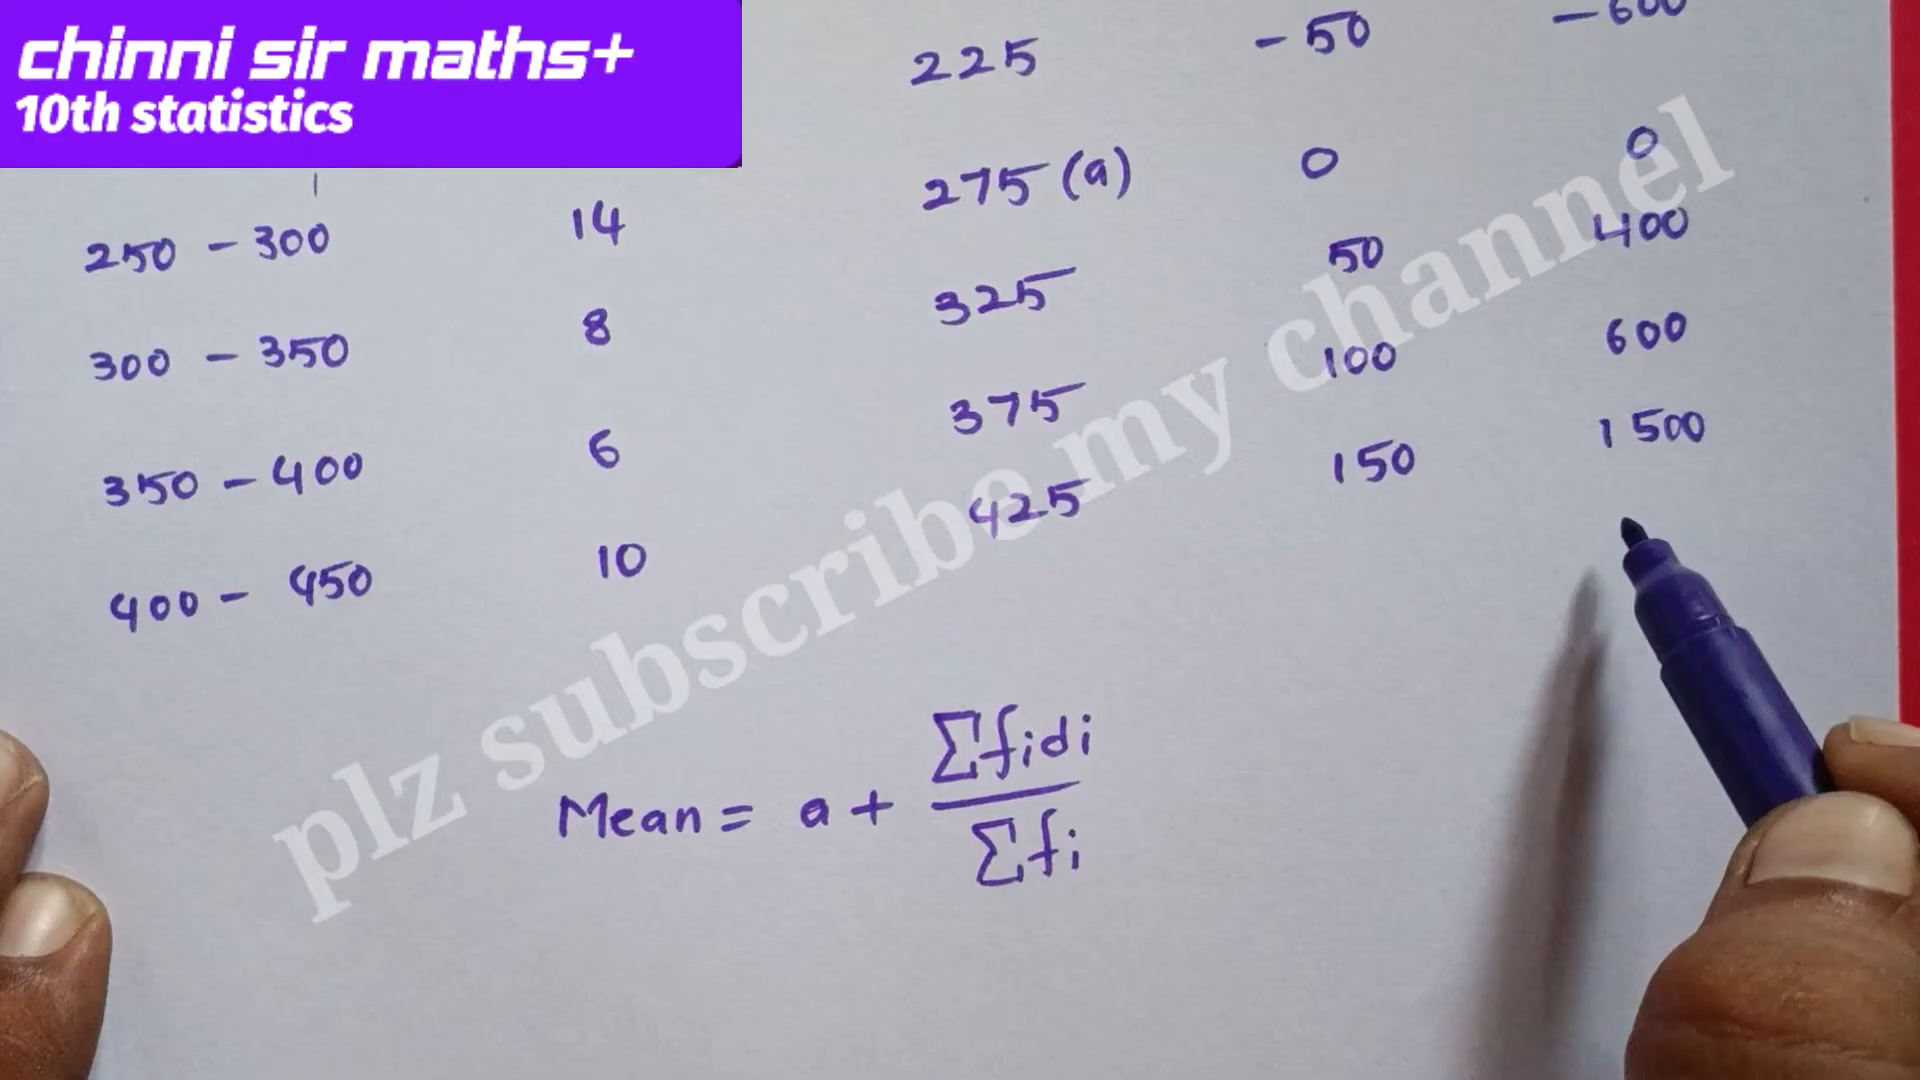 chinni sir maths+
10th statistics
225 - 50 - 600
250 - 300 14 275 (a) 0 0
300 - 350 8 325 50 400
350 - 400 6 375 100 600
400 - 450 10 425 150 1500
plz subscribe my channel
Mean = a + Σfidi
Σfi